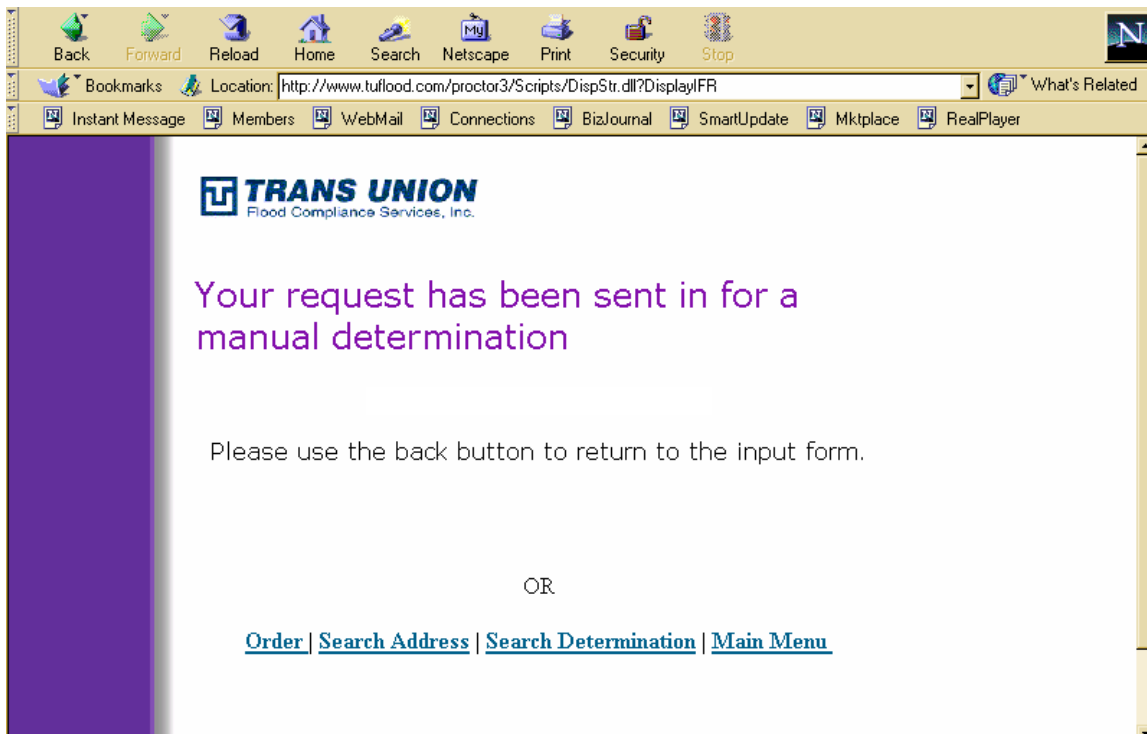 Back Forward Reload Home Search Netscape Print Security Stop
My
N
Bookmarks Location: http://www.tuflood.com/proctor3/Scripts/DispStr.dll?DisplayIFR What's Related
Instant Message Members WebMail Connections BizJournal SmartUpdate Mktplace RealPlayer
TU TRANS UNION
Flood Compliance Services, Inc.
Your request has been sent in for a
manual determination
Please use the back button to return to the input form.
OR
Order | Search Address | Search Determination | Main Menu